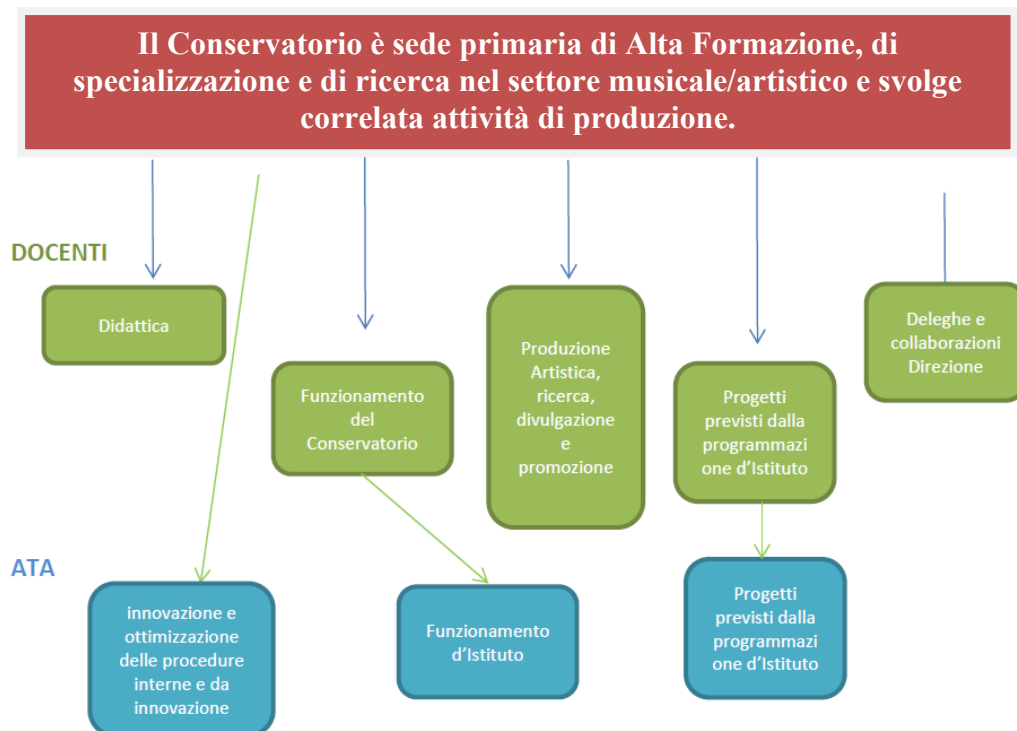 Il Conservatorio è sede primaria di Alta Formazione, di
specializzazione e di ricerca nel settore musicale/artistico e svolge
correlata attività di produzione.
DOCENTI
Didattica
Funzionamento
del
Conservatorio
Produzione
Artistica,
ricerca,
divulgazione
e
promozione
Progetti
previsti dalla
programmazi
one d'Istituto
Deleghe e
collaborazioni
Direzione
ATA
innovazione e
ottimizzazione
delle procedure
interne e da
innovazione
Funzionamento
d'Istituto
Progetti
previsti dalla
programmazi
one d'Istituto